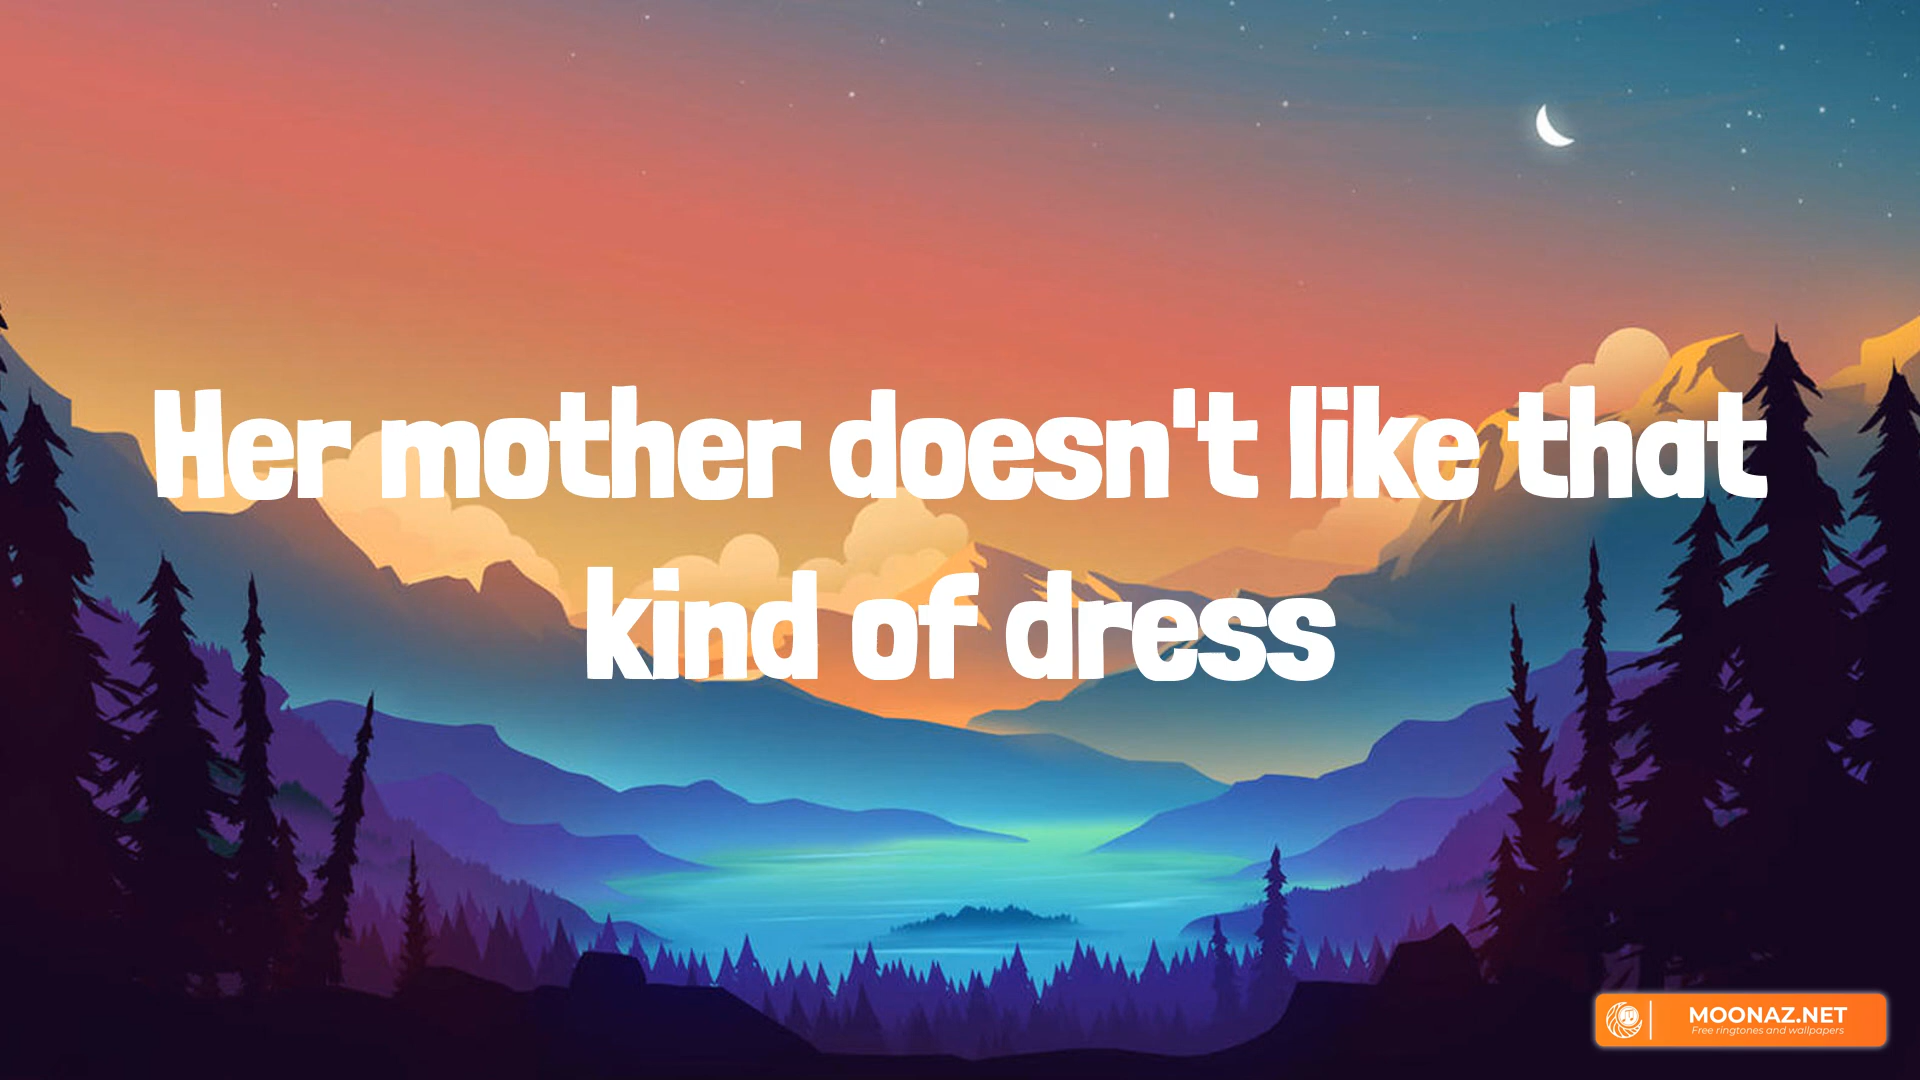 Her mother doesn't like that
kind of dress
MOONAZ.NET
Free ringtones and wallpapers